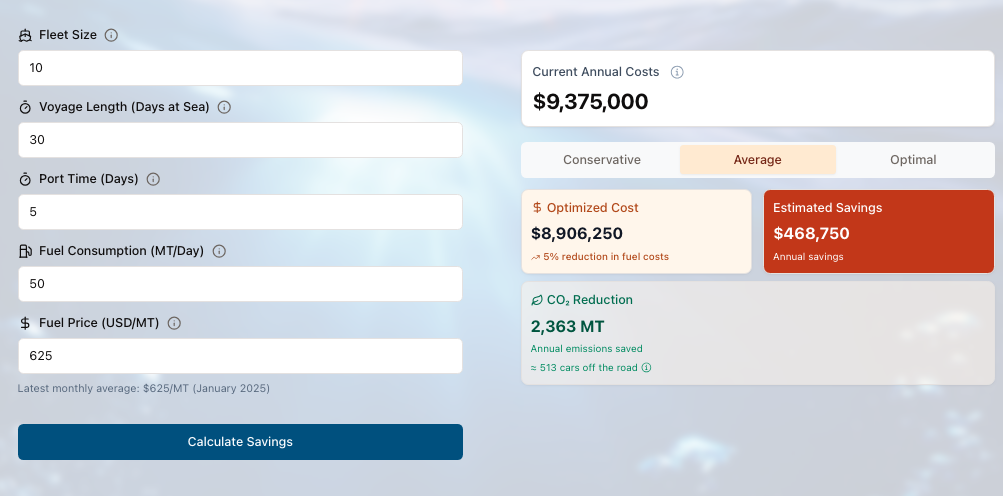 Fleet Size
10
Voyage Length (Days at Sea)
30
Port Time (Days)
5
Fuel Consumption (MT/Day)
50
Fuel Price (USD/MT)
625
Latest monthly average: $625/MT (January 2025)
Calculate Savings
Current Annual Costs
$9,375,000
Conservative Average Optimal
$ Optimized Cost
$8,906,250
5% reduction in fuel costs
Estimated Savings
$468,750
Annual savings
CO₂ Reduction
2,363 MT
Annual emissions saved
≈ 513 cars off the road